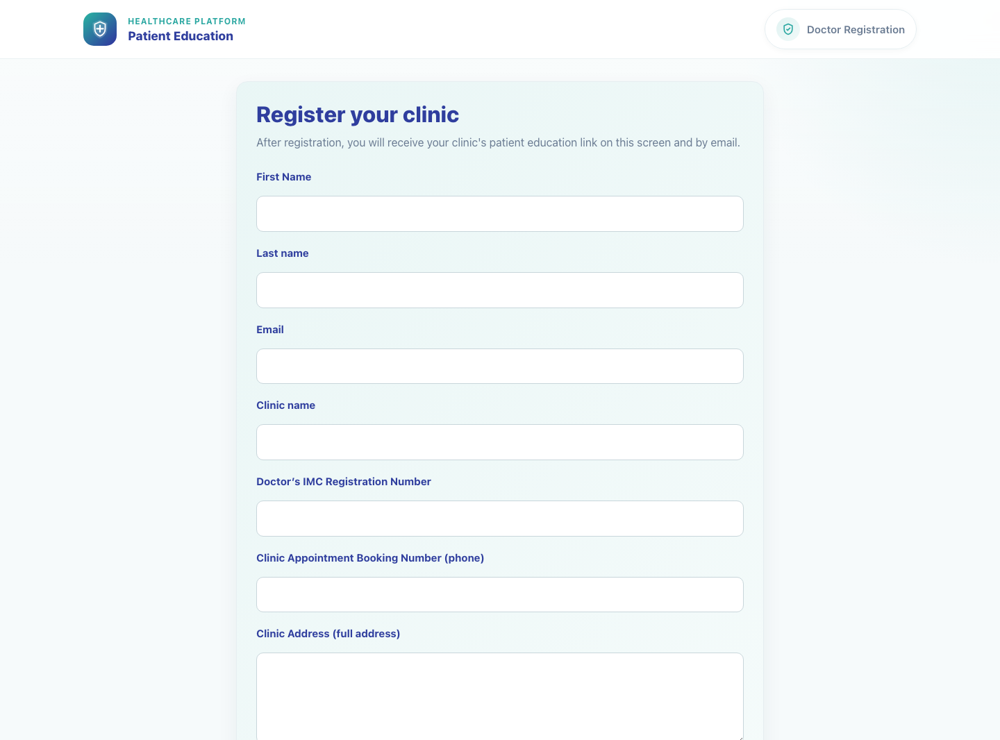 HEALTHCARE PLATFORM
Patient Education
Doctor Registration
Register your clinic
After registration, you will receive your clinic's patient education link on this screen and by email.
First Name
Last name
Email
Clinic name
Doctor’s IMC Registration Number
Clinic Appointment Booking Number (phone)
Clinic Address (full address)